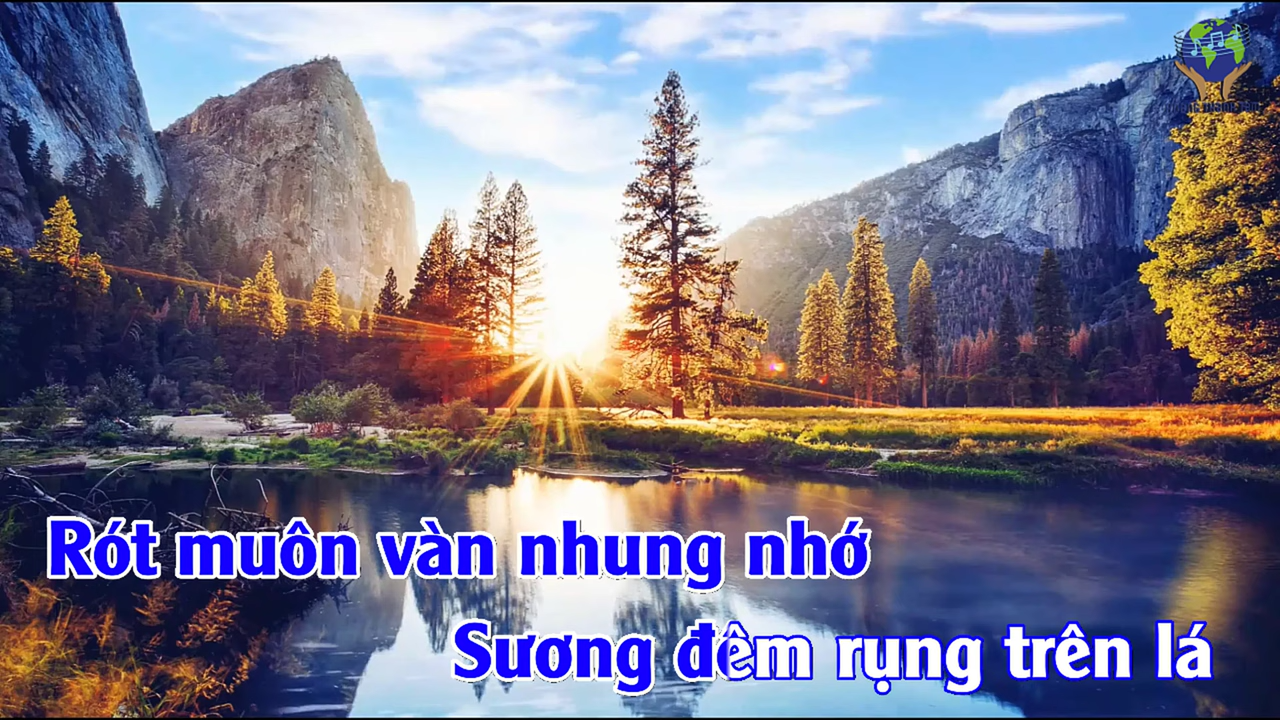 Rót muôn vàn nhung nhớ
Sương đêm rụng trên lá